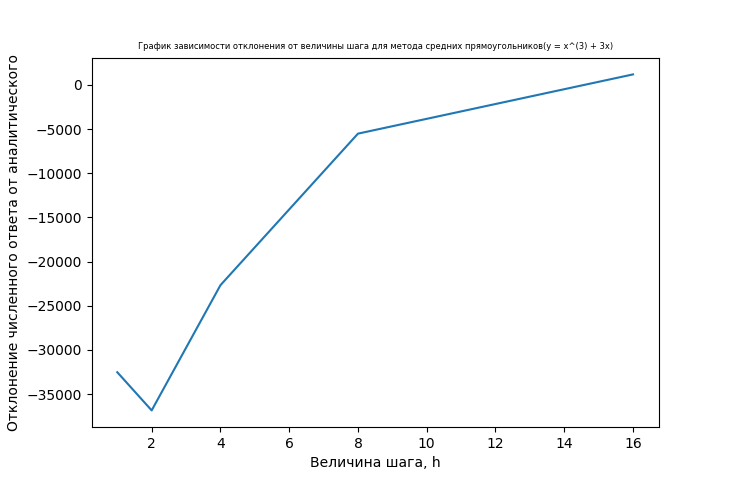 График зависимости отклонения от величины шага для метода средних прямоугольников(y = x^(3) + 3x)
Отклонение численного ответа от аналитического
0
−5000
−10000
−15000
−20000
−25000
−30000
−35000
2 4 6 8 10 12 14 16
Величина шага, h